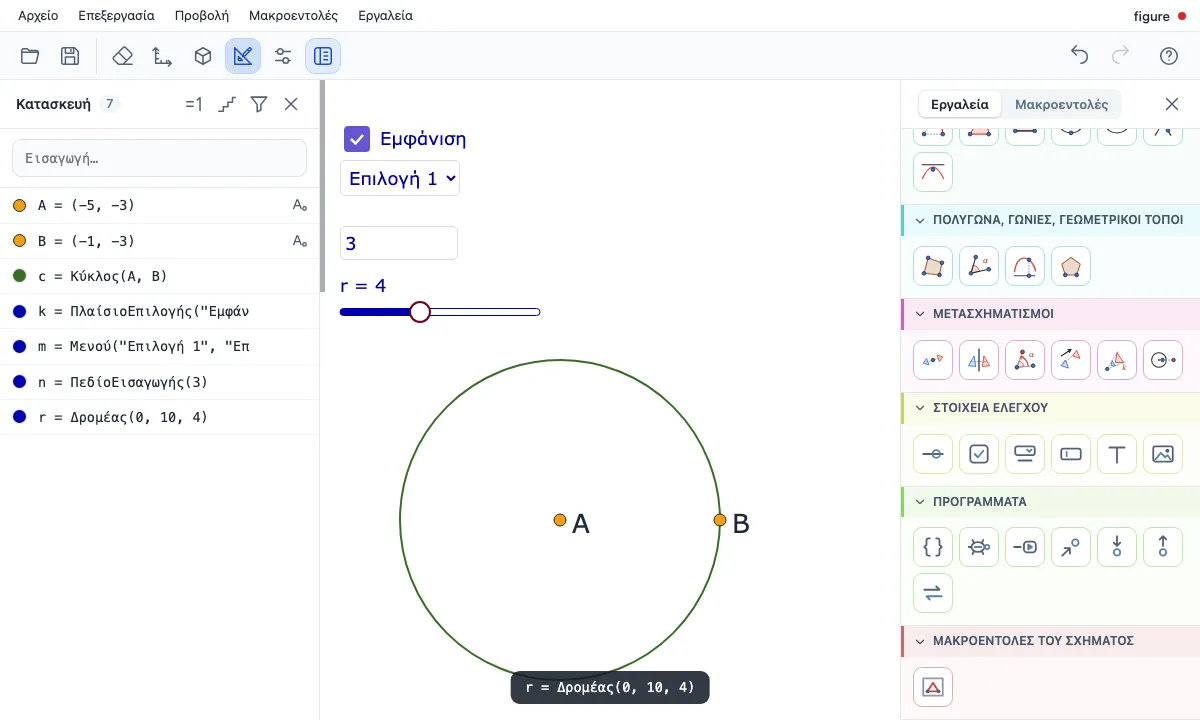 Αρχείο Επεξεργασία Προβολή Μακροεντολές Εργαλεία figure
Κατασκευή 7 =1
Εισαγωγή…
A = (−5, −3)
B = (−1, −3)
c = Κύκλος(A, B)
k = ΠλαίσιοΕπιλογής("Εμφάν
m = Μενού("Επιλογή 1", "Επ
n = ΠεδίοΕισαγωγής(3)
r = Δρομέας(0, 10, 4)
Εμφάνιση
Επιλογή 1
3
r = 4
A
B
r = Δρομέας(0, 10, 4)
Εργαλεία Μακροεντολές
ΠΟΛΥΓΩΝΑ, ΓΩΝΙΕΣ, ΓΕΩΜΕΤΡΙΚΟΙ ΤΟΠΟΙ
ΜΕΤΑΣΧΗΜΑΤΙΣΜΟΙ
ΣΤΟΙΧΕΙΑ ΕΛΕΓΧΟΥ
ΠΡΟΓΡΑΜΜΑΤΑ
ΜΑΚΡΟΕΝΤΟΛΕΣ ΤΟΥ ΣΧΗΜΑΤΟΣ